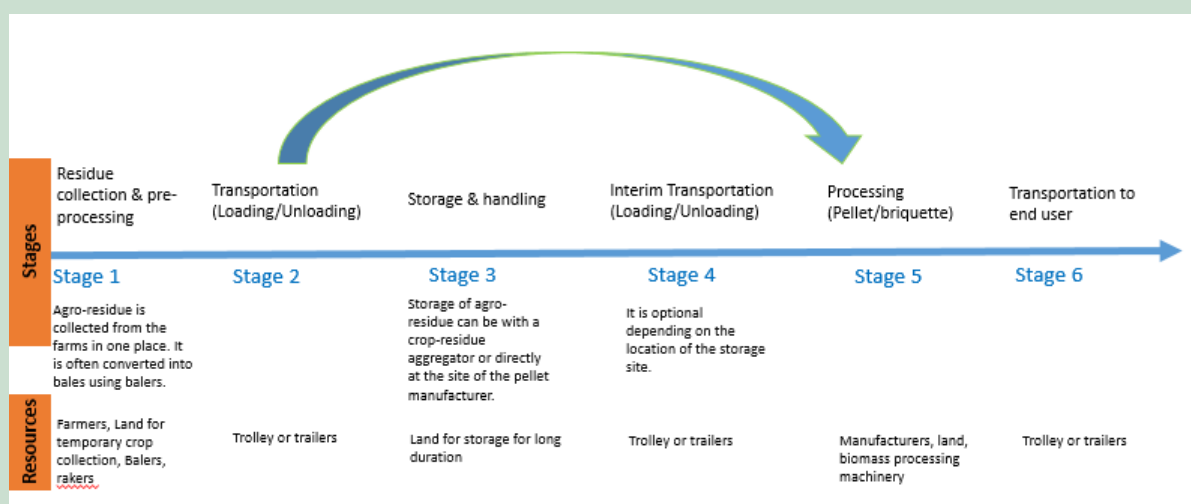 Stages
Residue
collection & pre-
processing
Transportation
(Loading/Unloading)
Storage & handling
Interim Transportation
(Loading/Unloading)
Processing
(Pellet/briquette)
Transportation to
end user
Stage 1
Stage 2
Stage 3
Stage 4
Stage 5
Stage 6
Agro-residue is
collected from the
farms in one place. It
is often converted into
bales using balers.
Storage of agro-
residue can be with a
crop-residue
aggregator or directly
at the site of the pellet
manufacturer.
It is optional
depending on the
location of the storage
site.
Resources
Farmers, Land for
temporary crop
collection, Balers,
rakers
Trolley or trailers
Land for storage for long
duration
Trolley or trailers
Manufacturers, land,
biomass processing
machinery
Trolley or trailers